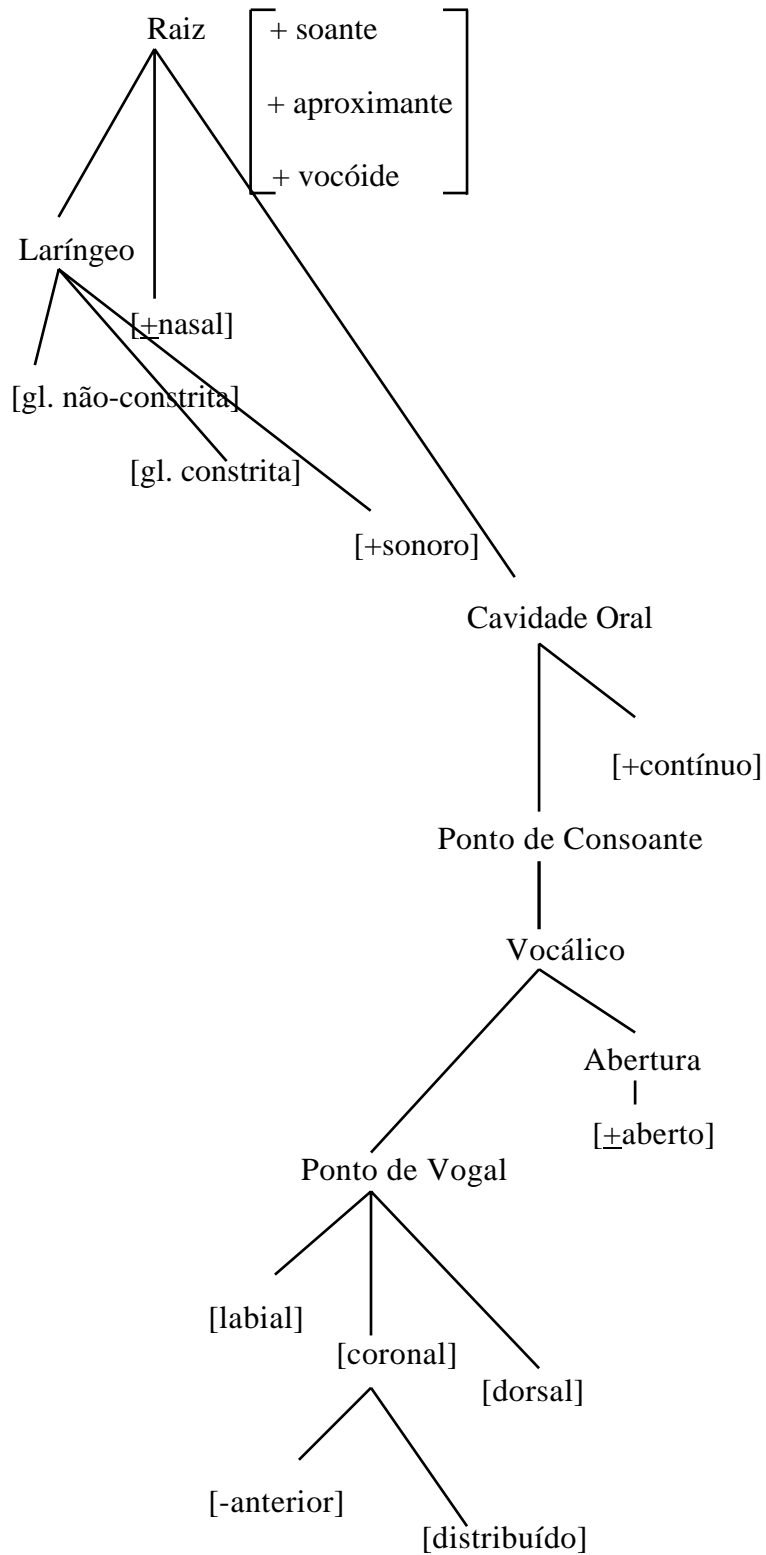 Raiz
+ soante
+ aproximante
+ vocóide
Laríngeo
[±nasal]
[gl. não-constrita]
[gl. constrita]
[+sonoro]
Cavidade Oral
[+contínuo]
Ponto de Consoante
Vocálico
Abertura
[±aberto]
Ponto de Vogal
[labial]
[coronal]
[dorsal]
[-anterior]
[distribuído]